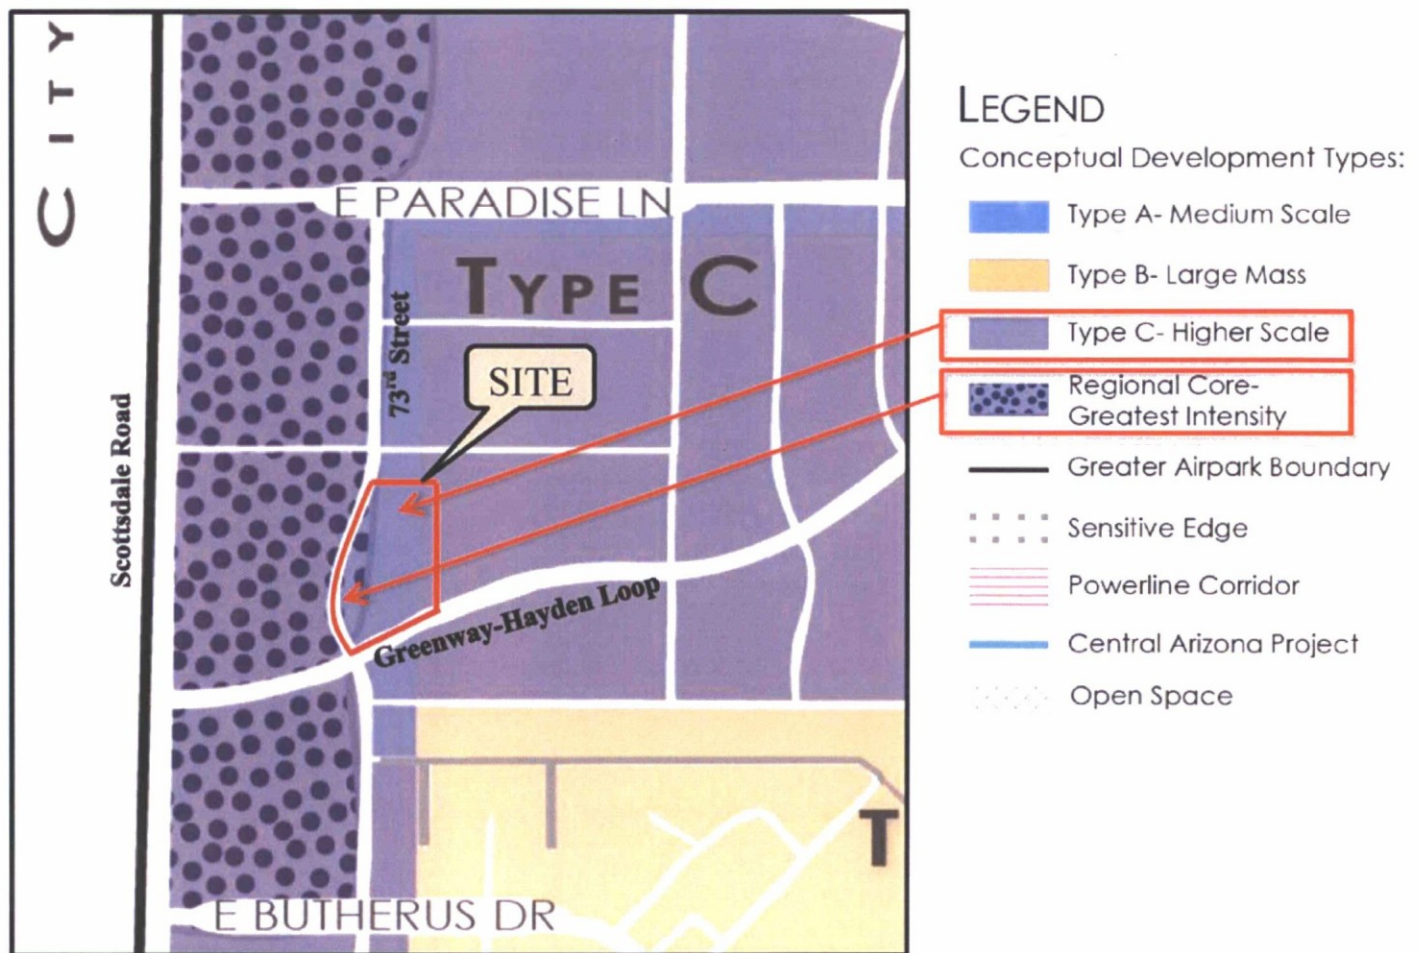 CITY
E PARADISE LN
TYPE C
73rd Street
SITE
Scottsdale Road
Greenway-Hayden Loop
T
E BUTHERUS DR
LEGEND
Conceptual Development Types:
Type A- Medium Scale
Type B- Large Mass
Type C- Higher Scale
Regional Core-
Greatest Intensity
Greater Airpark Boundary
Sensitive Edge
Powerline Corridor
Central Arizona Project
Open Space